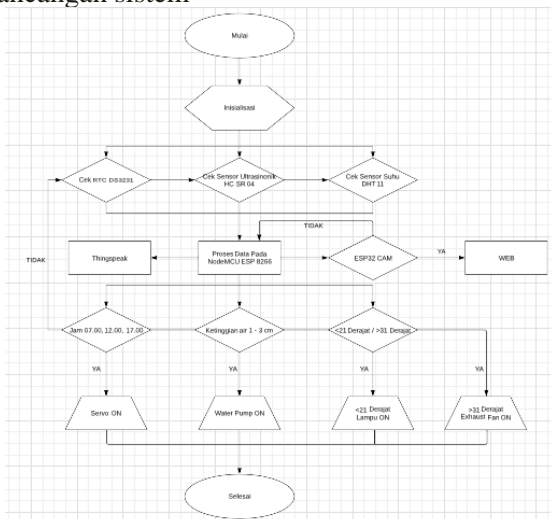 ancangan sistem
Mulai
Inisialisasi
Cek RTC DS3231
Cek Sensor Ultrasinonik
HC SR 04
Cek Sensor Suhu
DHT 11
TIDAK
TIDAK
Thingspeak
Proses Data Pada
NodeMCU ESP 8266
ESP32 CAM
YA
WEB
Jam 07.00, 12.00, 17.00
Ketinggian air 1 - 3 cm
<21 Derajat / >31 Derajat
YA
YA
YA
YA
Servo ON
Water Pump ON
<21 Derajat
Lampu ON
>31 Derajat
Exhaust Fan ON
Selesai